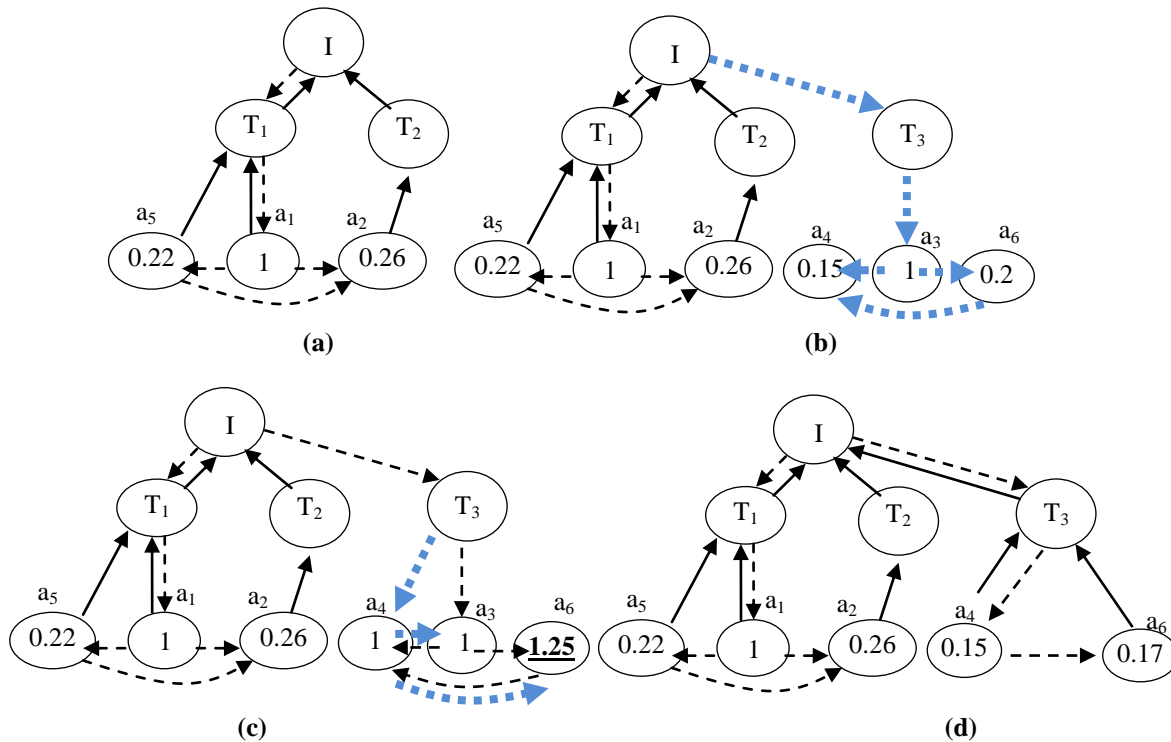 I
T₁
T₂
a₅
a₁
a₂
0.22
1
0.26
(a)
I
T₁
T₂
T₃
a₅
a₁
a₂
a₄
a₃
a₆
0.22
1
0.26
0.15
1
0.2
(b)
I
T₁
T₂
T₃
a₅
a₁
a₂
a₄
a₃
a₆
0.22
1
0.26
1
1
1.25
(c)
I
T₁
T₂
T₃
a₅
a₁
a₂
a₄
a₆
0.22
1
0.26
0.15
0.17
(d)